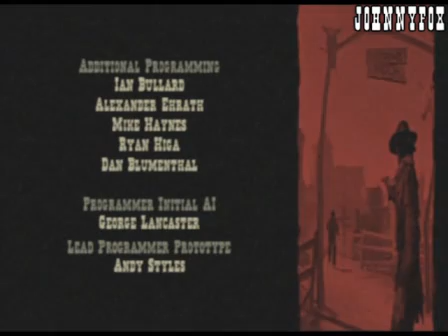 JOHNNYFOX
Additional Programming
Ian Bullard
Alexander Ehrath
Mike Haynes
Ryan Higa
Dan Blumenthal
Programmer Initial AI
George Lancaster
Lead Programmer Prototype
Andy Styles